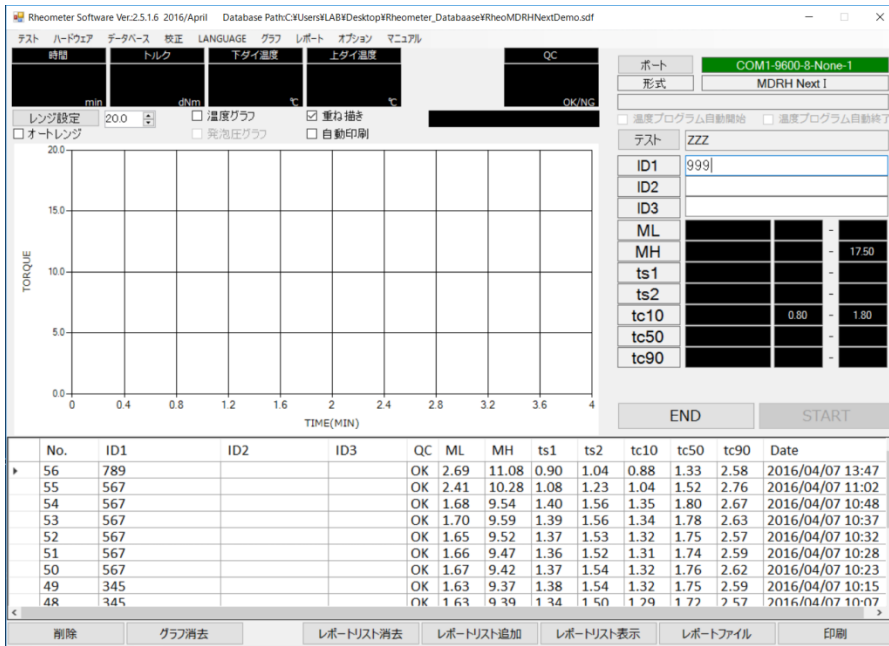 Rheometer Software Ver:2.5.1.6 2016/April Database Path:C:¥Users¥LAB¥Desktop¥Rheometer_Databaase¥RheoMDRHNextDemo.sdf
テスト ハードウェア データベース 校正 LANGUAGE グラフ レポート オプション マニュアル
時間 トルク 下ダイ温度 上ダイ温度 QC
min dNm ℃ ℃ OK/NG
ポート COM1-9600-8-None-1
形式 MDRH Next I
レンジ設定 20.0 温度グラフ 重ね描き
オートレンジ 発泡圧グラフ 自動印刷
温度プログラム自動開始 温度プログラム自動終了
テスト ZZZ
ID1 999
ID2
ID3
ML -
MH - 17.50
ts1 -
ts2 -
tc10 0.80 - 1.80
tc50 -
tc90 -
END START
TORQUE
20.0
15.0
10.0
5.0
0.0
0 0.4 0.8 1.2 1.6 2 2.4 2.8 3.2 3.6 4
TIME(MIN)
No. ID1 ID2 ID3 QC ML MH ts1 ts2 tc10 tc50 tc90 Date
56 789 OK 2.69 11.08 0.90 1.04 0.88 1.33 2.58 2016/04/07 13:47
55 567 OK 2.41 10.28 1.08 1.23 1.04 1.52 2.76 2016/04/07 11:02
54 567 OK 1.68 9.54 1.40 1.56 1.35 1.80 2.67 2016/04/07 10:48
53 567 OK 1.70 9.59 1.39 1.56 1.34 1.78 2.63 2016/04/07 10:37
52 567 OK 1.65 9.52 1.37 1.53 1.32 1.75 2.57 2016/04/07 10:32
51 567 OK 1.66 9.47 1.36 1.52 1.31 1.74 2.59 2016/04/07 10:28
50 567 OK 1.67 9.42 1.37 1.54 1.32 1.76 2.62 2016/04/07 10:23
49 345 OK 1.63 9.37 1.38 1.54 1.32 1.75 2.59 2016/04/07 10:15
48 345 OK 1.63 9.39 1.34 1.50 1.29 1.72 2.57 2016/04/07 10:07
削除 グラフ消去 レポートリスト消去 レポートリスト追加 レポートリスト表示 レポートファイル 印刷